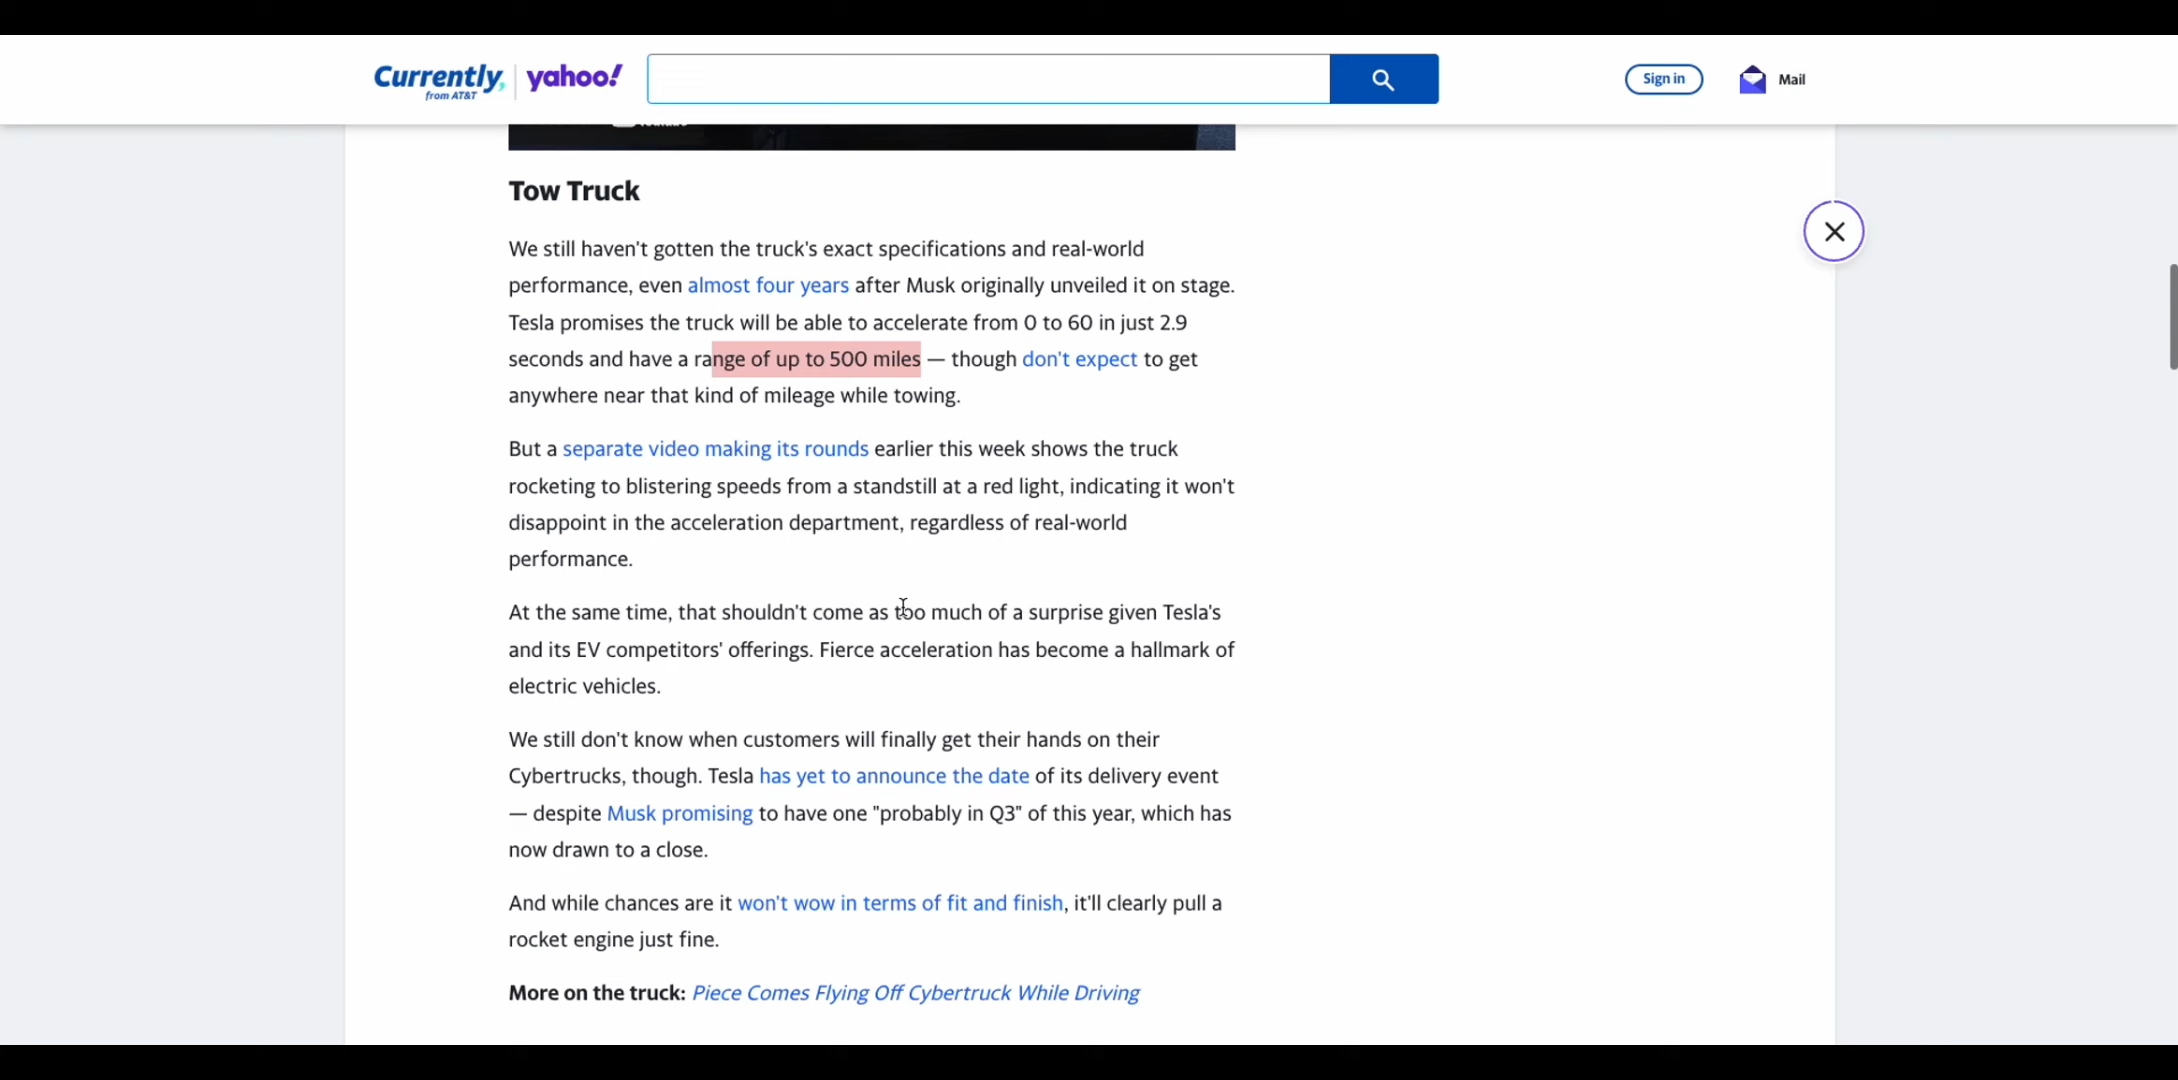 Currently, yahoo! Sign in Mail
from AT&T
Tow Truck
We still haven't gotten the truck's exact specifications and real-world
performance, even almost four years after Musk originally unveiled it on stage.
Tesla promises the truck will be able to accelerate from 0 to 60 in just 2.9
seconds and have a range of up to 500 miles — though don't expect to get
anywhere near that kind of mileage while towing.
But a separate video making its rounds earlier this week shows the truck
rocketing to blistering speeds from a standstill at a red light, indicating it won't
disappoint in the acceleration department, regardless of real-world
performance.
At the same time, that shouldn't come as too much of a surprise given Tesla's
and its EV competitors' offerings. Fierce acceleration has become a hallmark of
electric vehicles.
We still don't know when customers will finally get their hands on their
Cybertrucks, though. Tesla has yet to announce the date of its delivery event
— despite Musk promising to have one "probably in Q3" of this year, which has
now drawn to a close.
And while chances are it won't wow in terms of fit and finish, it'll clearly pull a
rocket engine just fine.
More on the truck: Piece Comes Flying Off Cybertruck While Driving